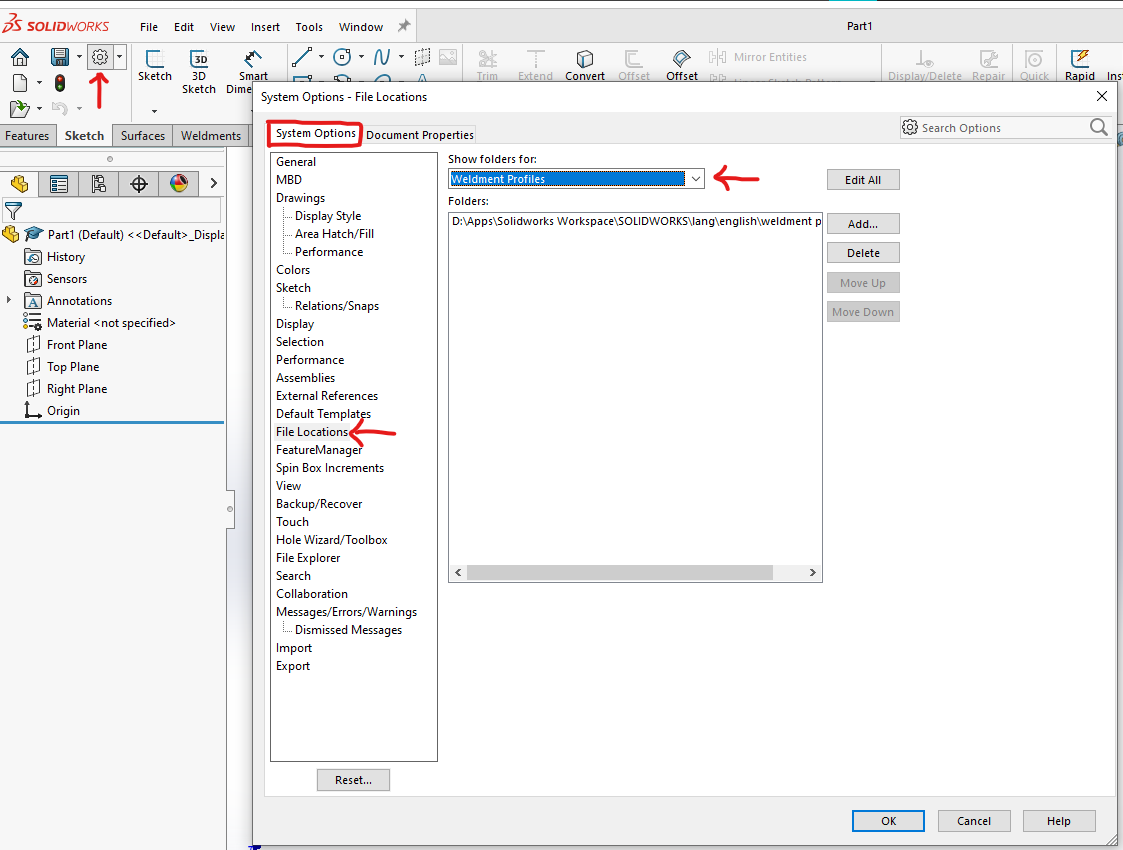 SOLIDWORKS File Edit View Insert Tools Window Part1
Sketch 3D Sketch Smart Trim Extend Convert Offset Offset Mirror Entities Display/Delete Repair Quick Rapid
Features Sketch Surfaces Weldments
Part1 (Default) <<Default>_Displa
History
Sensors
Annotations
Material <not specified>
Front Plane
Top Plane
Right Plane
Origin
System Options - File Locations
System Options Document Properties
Search Options
General
MBD
Drawings
Display Style
Area Hatch/Fill
Performance
Colors
Sketch
Relations/Snaps
Display
Selection
Performance
Assemblies
External References
Default Templates
File Locations
FeatureManager
Spin Box Increments
View
Backup/Recover
Touch
Hole Wizard/Toolbox
File Explorer
Search
Collaboration
Messages/Errors/Warnings
Dismissed Messages
Import
Export
Reset...
Show folders for:
Weldment Profiles
Folders:
D:\Apps\Solidworks Workspace\SOLIDWORKS\lang\english\weldment p
Edit All
Add...
Delete
Move Up
Move Down
OK Cancel Help